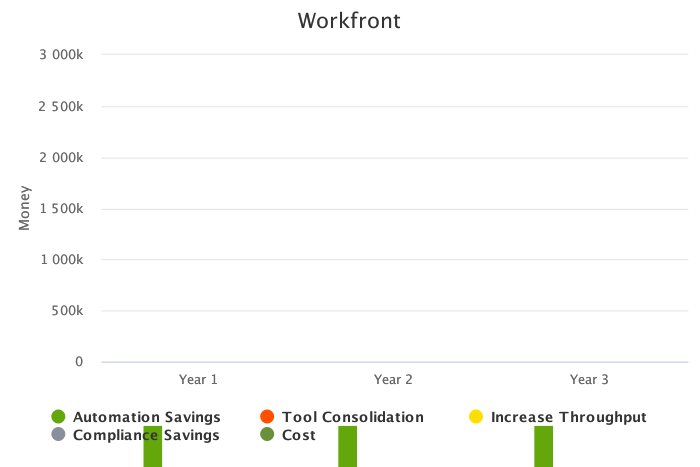 Workfront
3 000k
2 500k
2 000k
1 500k
1 000k
500k
0
Money
Year 1 Year 2 Year 3
Automation Savings Tool Consolidation Increase Throughput
Compliance Savings Cost